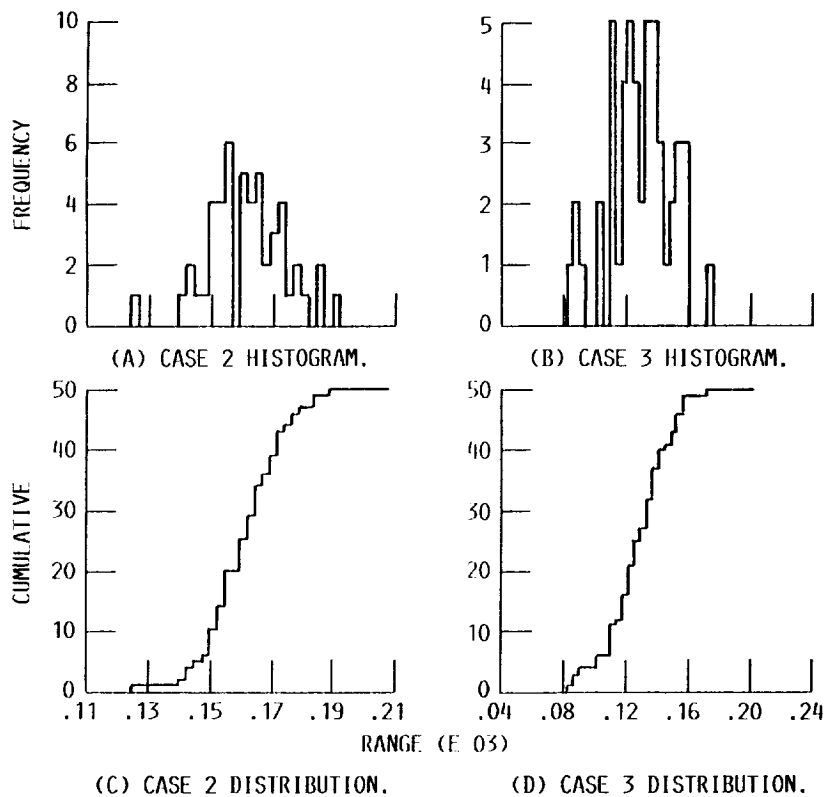 10
8
6
4
2
0
FREQUENCY
(A) CASE 2 HISTOGRAM.
5
4
3
2
1
0
(B) CASE 3 HISTOGRAM.
50
40
30
20
10
0
CUMULATIVE
.11 .13 .15 .17 .19 .21
50
40
30
20
10
0
.04 .08 .12 .16 .20 .24
RANGE (E 03)
(C) CASE 2 DISTRIBUTION.
(D) CASE 3 DISTRIBUTION.